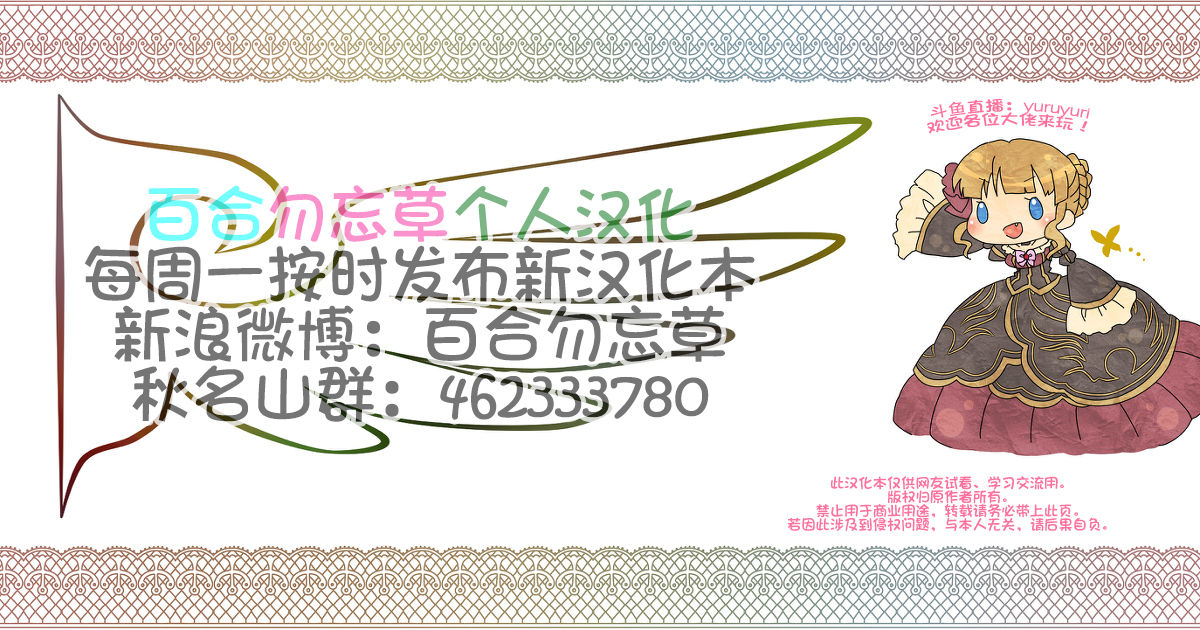 百合勿忘草个人汉化
每周一按时发布新汉化本
新浪微博：百合勿忘草
秋名山群：462333780
斗鱼直播：yuruyuri
欢迎各位大佬来玩！
此汉化本仅供网友试看、学习交流用。
版权归原作者所有。
禁止用于商业用途，转载请务必带上此页。
若因此涉及到侵权问题，与本人无关，请后果自负。